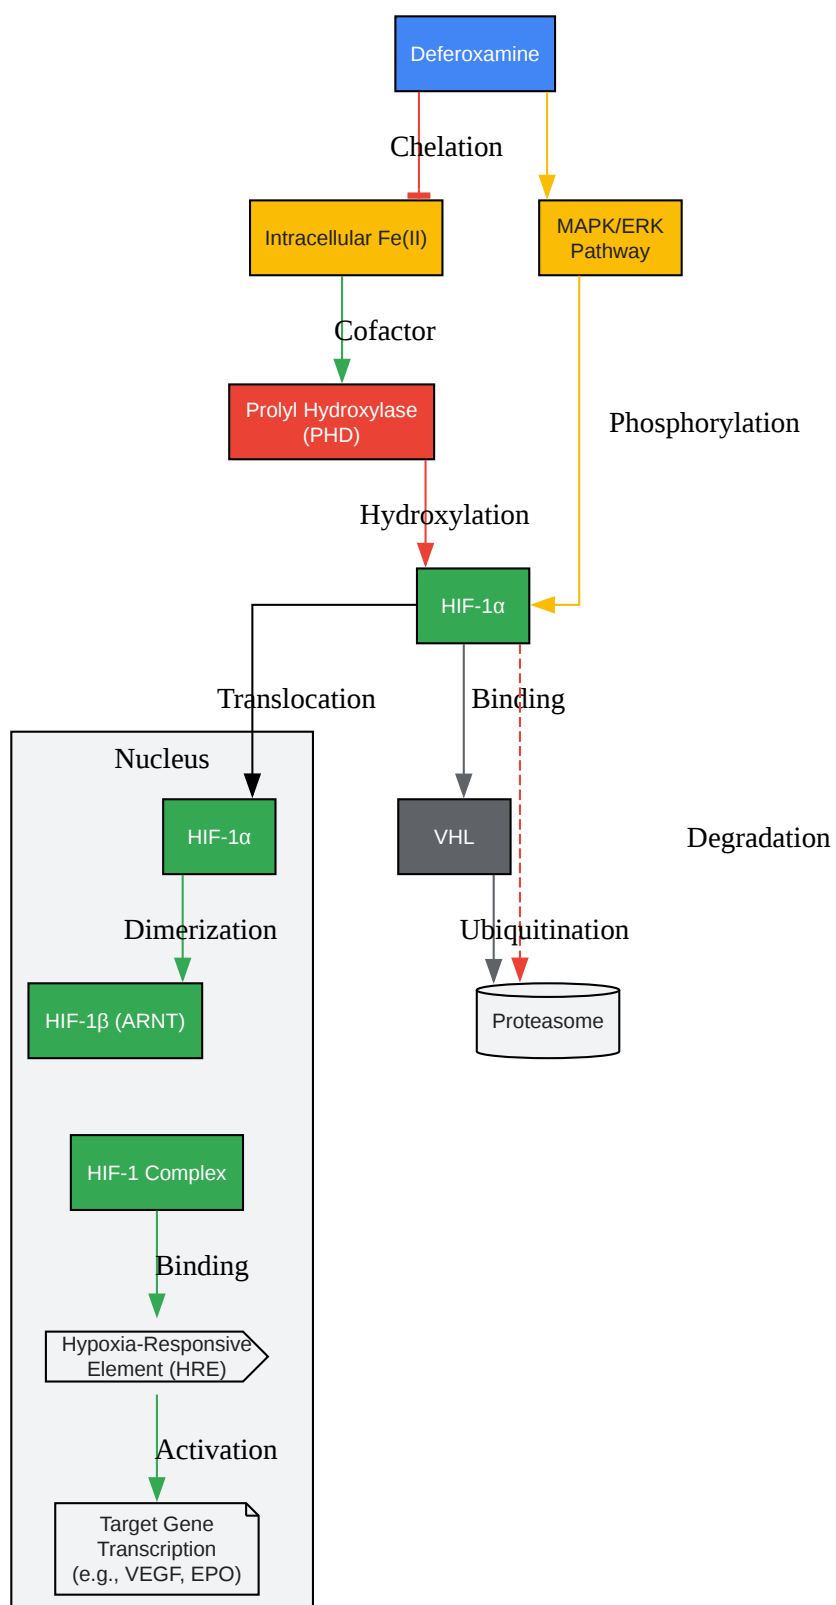 Deferoxamine
Chelation
Intracellular Fe(II)
MAPK/ERK
Pathway
Cofactor
Prolyl Hydroxylase
(PHD)
Phosphorylation
Hydroxylation
HIF-1α
Translocation
Binding
Nucleus
HIF-1α
VHL
Degradation
Dimerization
Ubiquitination
HIF-1β (ARNT)
Proteasome
HIF-1 Complex
Binding
Hypoxia-Responsive
Element (HRE)
Activation
Target Gene
Transcription
(e.g., VEGF, EPO)